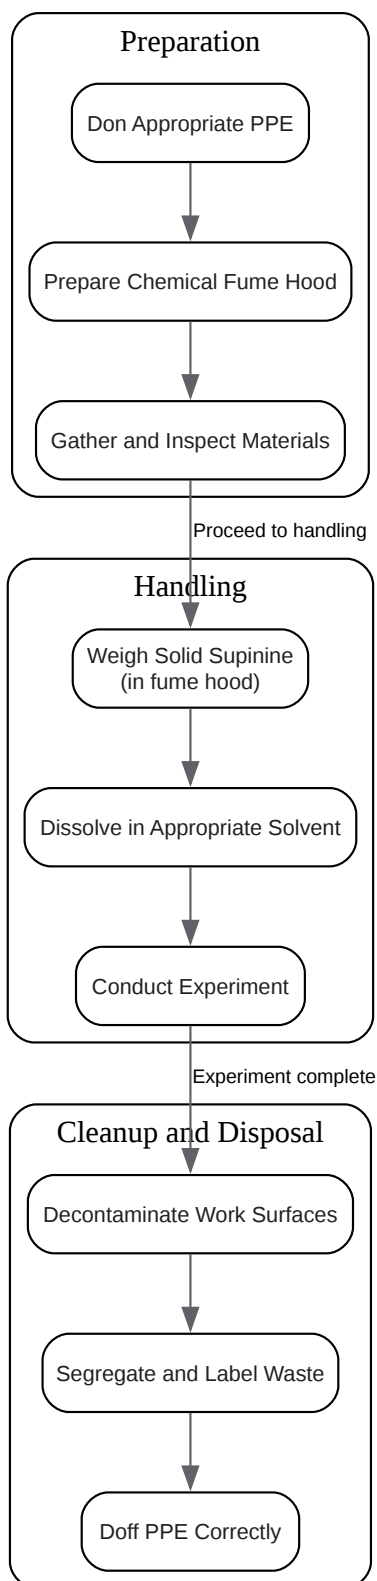 Preparation
Don Appropriate PPE
Prepare Chemical Fume Hood
Gather and Inspect Materials
Proceed to handling
Handling
Weigh Solid Supinine
(in fume hood)
Dissolve in Appropriate Solvent
Conduct Experiment
Experiment complete
Cleanup and Disposal
Decontaminate Work Surfaces
Segregate and Label Waste
Doff PPE Correctly